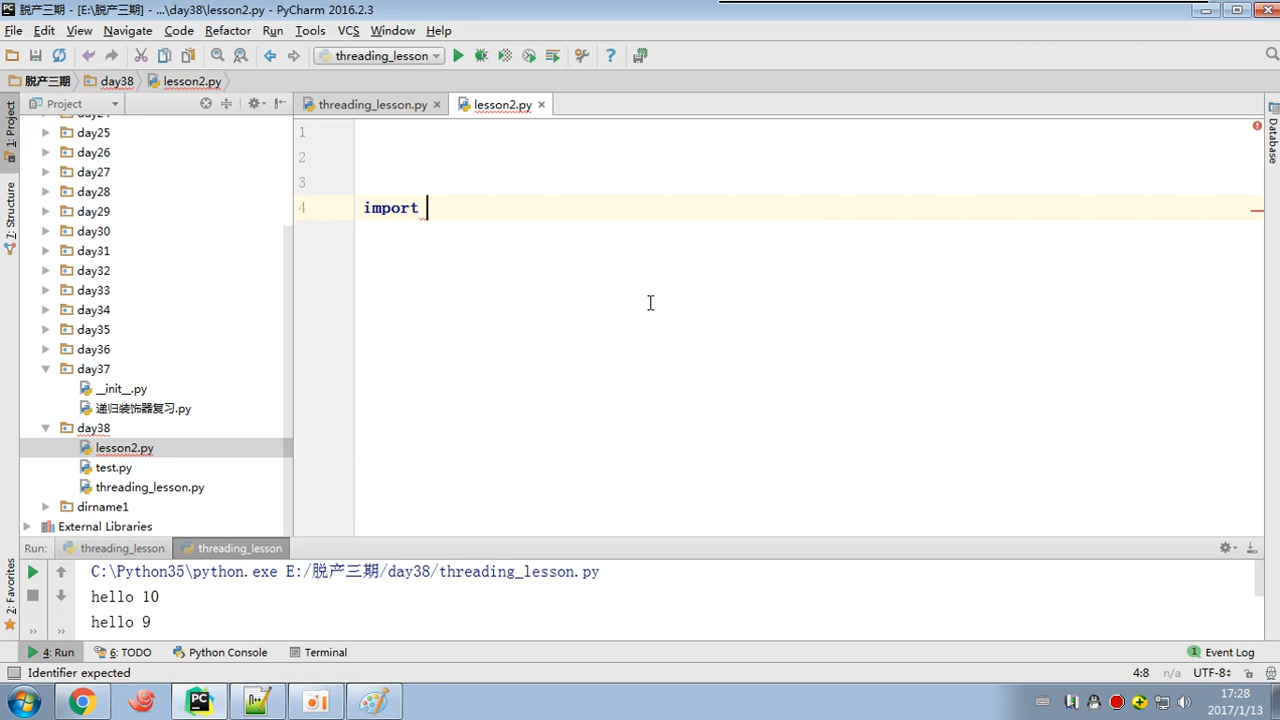 脱产三期 - [E:\脱产三期] - ...\day38\lesson2.py - PyCharm 2016.2.3
File Edit View Navigate Code Refactor Run Tools VCS Window Help
threading_lesson
脱产三期 day38 lesson2.py
Project
threading_lesson.py lesson2.py
1: Project
7: Structure
2: Favorites
Database
day25
day26
day27
day28
day29
day30
day31
day32
day33
day34
day35
day36
day37
__init__.py
递归装饰器复习.py
day38
lesson2.py
test.py
threading_lesson.py
dirname1
External Libraries
1
2
3
4 import
Run: threading_lesson threading_lesson
C:\Python35\python.exe E:/脱产三期/day38/threading_lesson.py
hello 10
hello 9
4: Run 6: TODO Python Console Terminal 1 Event Log
Identifier expected 4:8 n/a UTF-8
17:28
2017/1/13